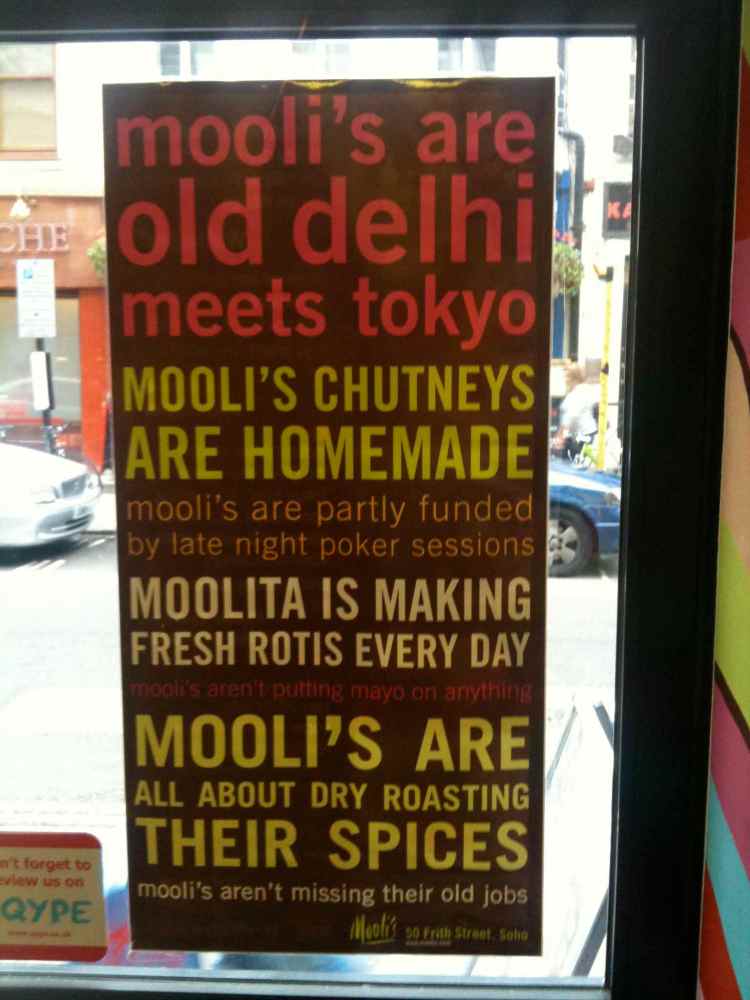 mooli's are
old delhi
meets tokyo
MOOLI'S CHUTNEYS
ARE HOMEMADE
mooli's are partly funded
by late night poker sessions
MOOLITA IS MAKING
FRESH ROTIS EVERY DAY
mooli's aren't putting mayo on anything
MOOLI'S ARE
ALL ABOUT DRY ROASTING
THEIR SPICES
mooli's aren't missing their old jobs
Mooli's 50 Frith Street, Soho
CHE
KA
n't forget to
eview us on
QYPE